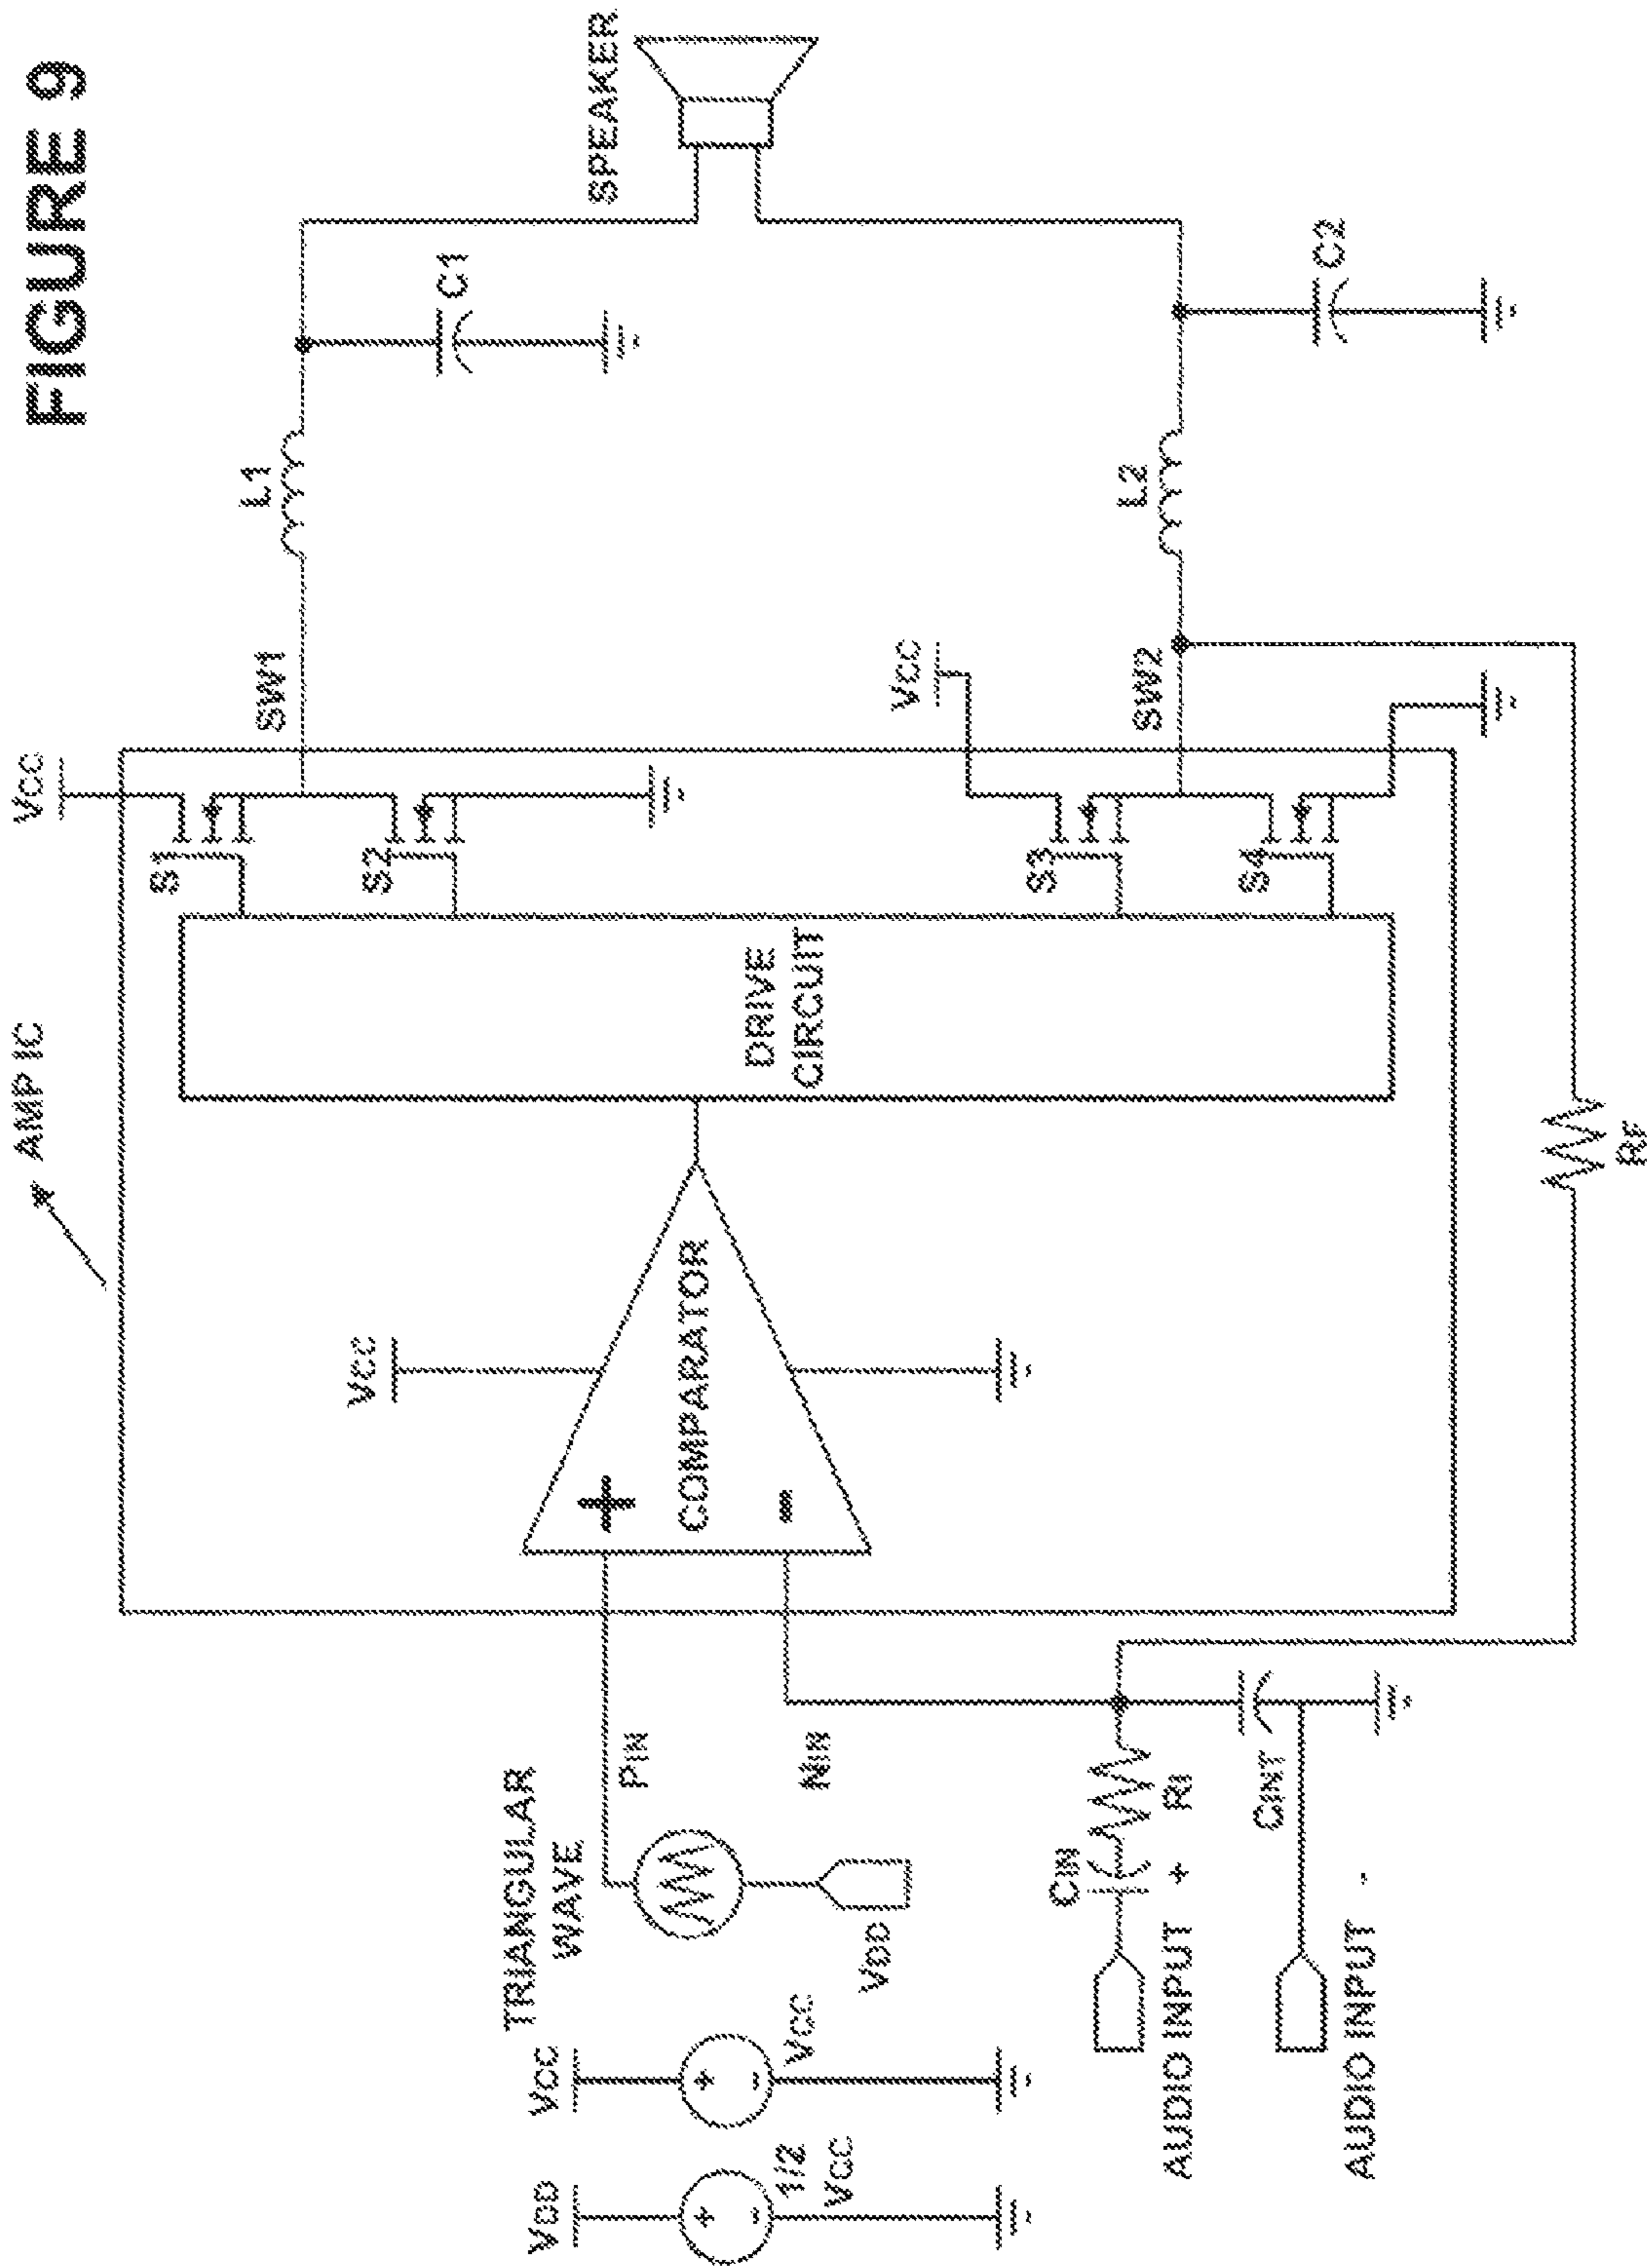 FIGURE 9
AMP IC
VCC
S1
SW1
L1
C1
SPEAKER
S2
VCC
COMPARATOR
+
-
DRIVE
CIRCUIT
VCC
S3
SW2
L2
C2
S4
TRIANGULAR
WAVE
PIN
NIN
VDD
VDD
+
-
1/2
VCC
VCC
+
-
VCC
CIN
RI
AUDIO INPUT +
CINT
AUDIO INPUT -
RF